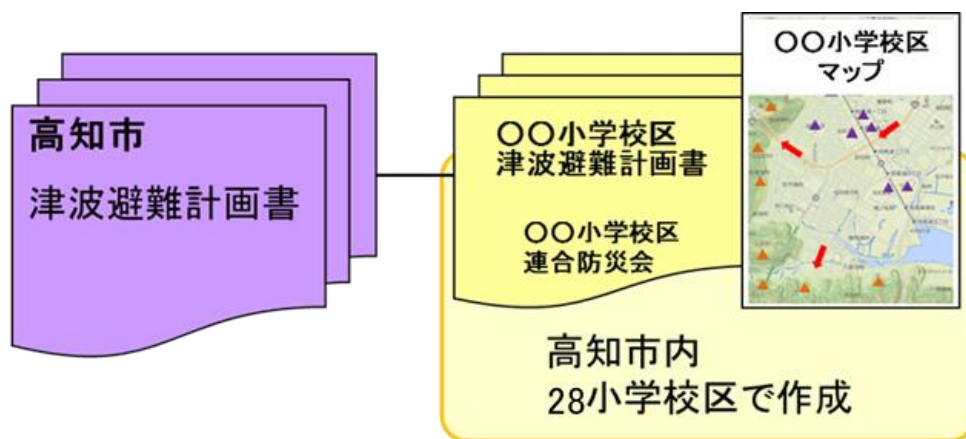 高知市
津波避難計画書
〇〇小学校区
津波避難計画書
〇〇小学校区
連合防災会
〇〇小学校区
マップ
高知市内
28小学校区で作成